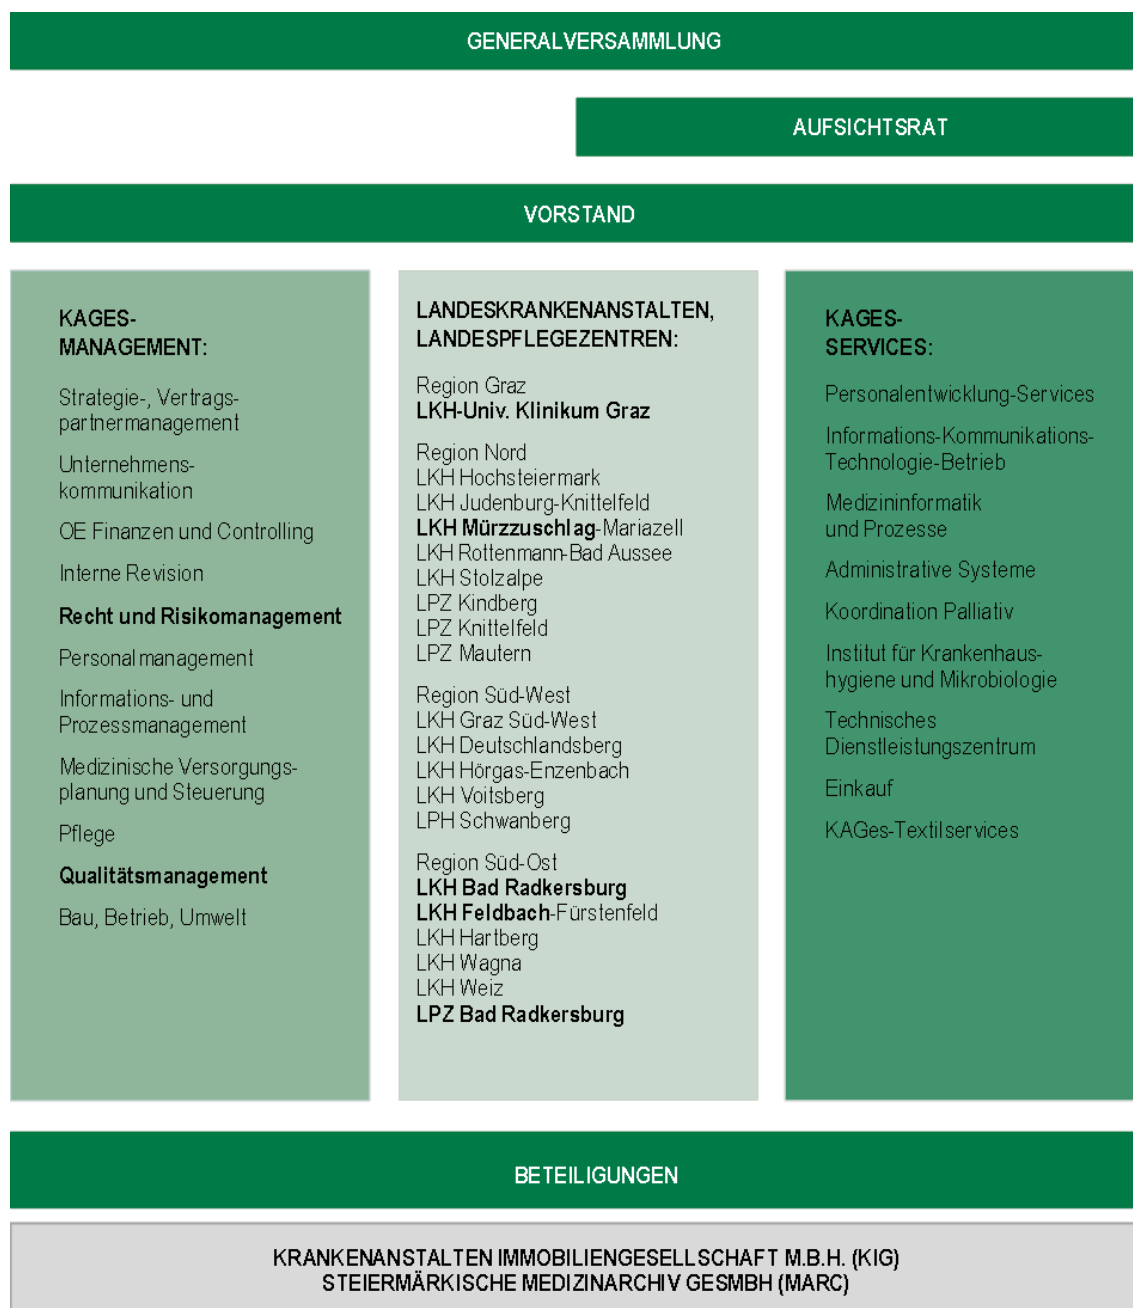 GENERALVERSAMMLUNG
AUFSICHTSRAT
VORSTAND
KAGES-
MANAGEMENT:
Strategie-, Vertrags-
partnermanagement
Unternehmens-
kommunikation
OE Finanzen und Controlling
Interne Revision
Recht und Risikomanagement
Personalmanagement
Informations- und
Prozessmanagement
Medizinische Versorgungs-
planung und Steuerung
Pflege
Qualitätsmanagement
Bau, Betrieb, Umwelt
LANDESKRANKENANSTALTEN,
LANDESPFLEGEZENTREN:
Region Graz
LKH-Univ. Klinikum Graz
Region Nord
LKH Hochsteiermark
LKH Judenburg-Knittelfeld
LKH Mürzzuschlag-Mariazell
LKH Rottenmann-Bad Aussee
LKH Stolzalpe
LPZ Kindberg
LPZ Knittelfeld
LPZ Mautern
Region Süd-West
LKH Graz Süd-West
LKH Deutschlandsberg
LKH Hörgas-Enzenbach
LKH Voitsberg
LPH Schwanberg
Region Süd-Ost
LKH Bad Radkersburg
LKH Feldbach-Fürstenfeld
LKH Hartberg
LKH Wagna
LKH Weiz
LPZ Bad Radkersburg
KAGES-
SERVICES:
Personalentwicklung-Services
Informations-Kommunikations-
Technologie-Betrieb
Medizininformatik
und Prozesse
Administrative Systeme
Koordination Palliativ
Institut für Krankenhaus-
hygiene und Mikrobiologie
Technisches
Dienstleistungszentrum
Einkauf
KAGes-Textilservices
BETEILIGUNGEN
KRANKENANSTALTEN IMMOBILIENGESELLSCHAFT M.B.H. (KIG)
STEIERMÄRKISCHE MEDIZINARCHIV GESMBH (MARC)